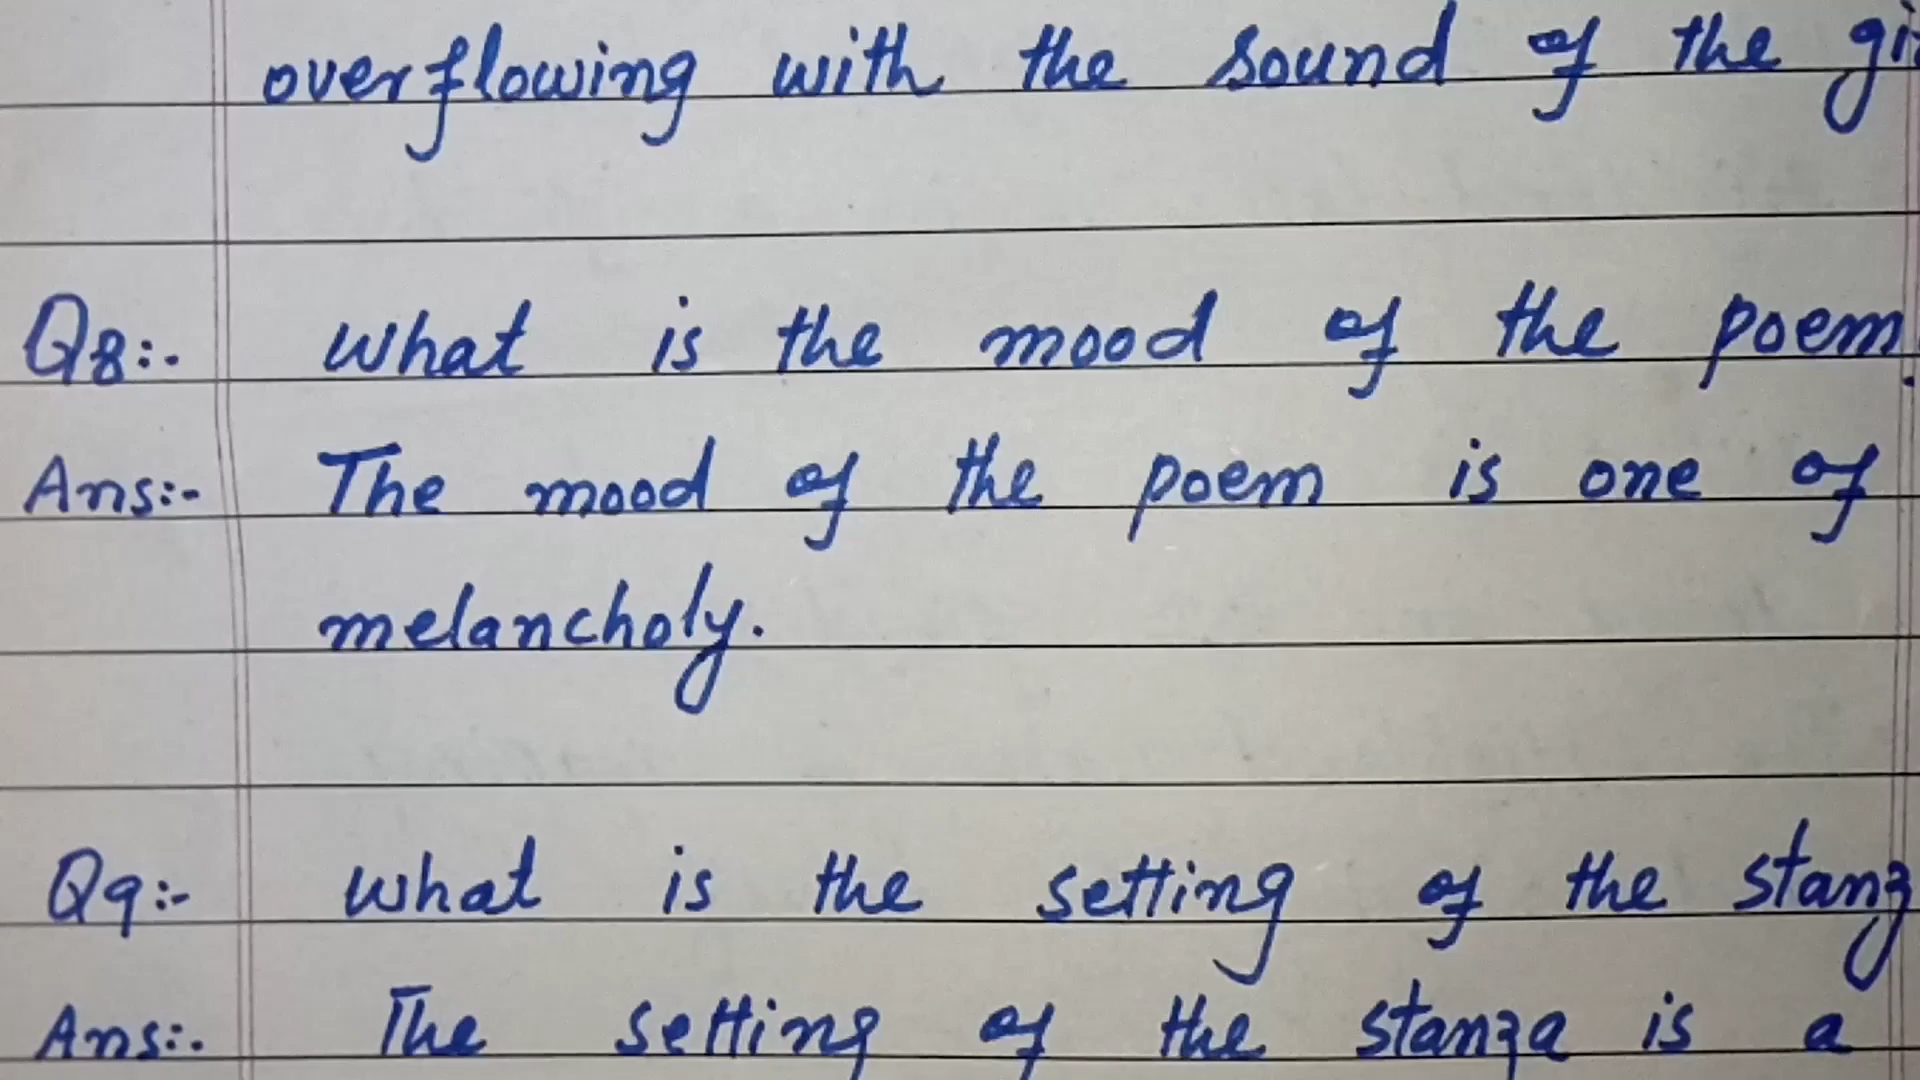 overflowing with the sound of the
Q8:- What is the mood of the poem.
Ans:- The mood of the poem is one of
melancholy.
Q9:- What is the setting of the
Ans:- The setting of the stanza is a